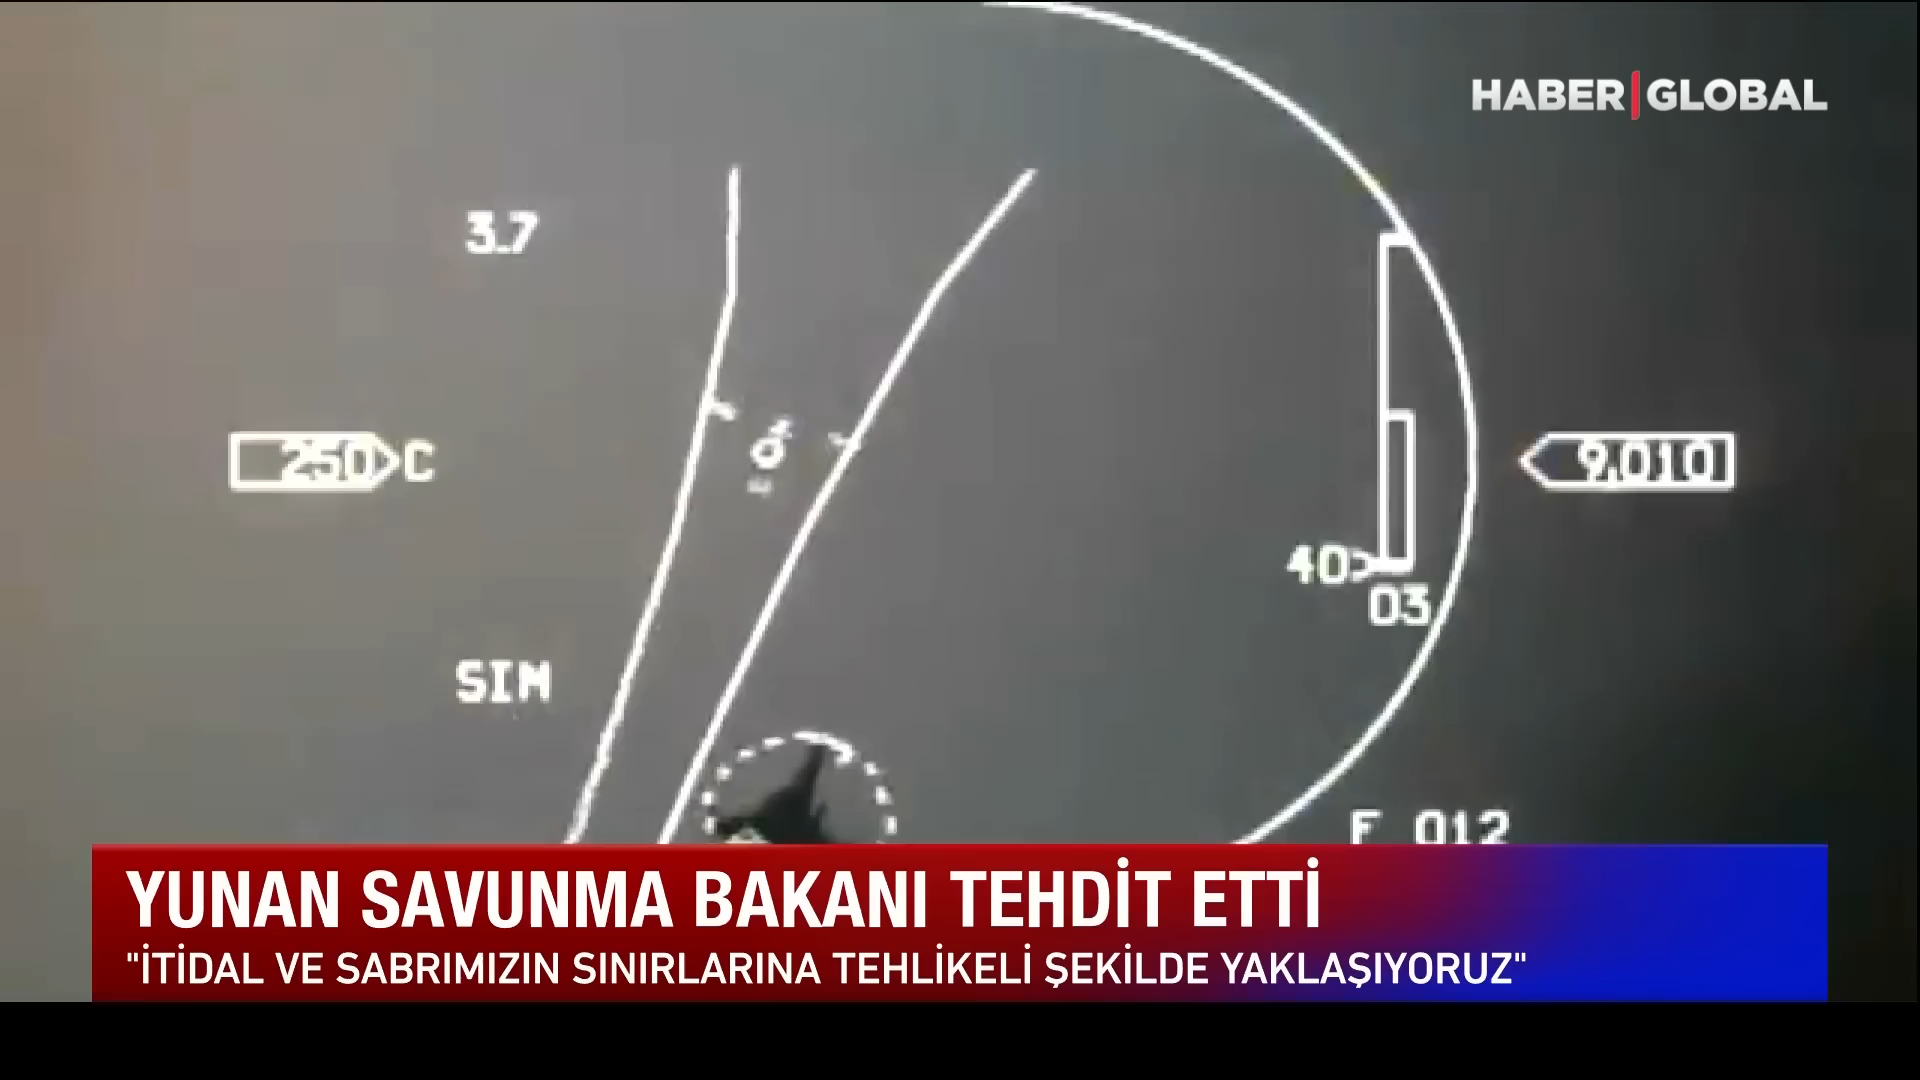 HABER|GLOBAL
3.7
250 C
9,010
40
03
SIM
F 012
YUNAN SAVUNMA BAKANI TEHDİT ETTİ
"İTİDAL VE SABRIMIZIN SINIRLARINA TEHLİKELİ ŞEKİLDE YAKLAŞIYORUZ"